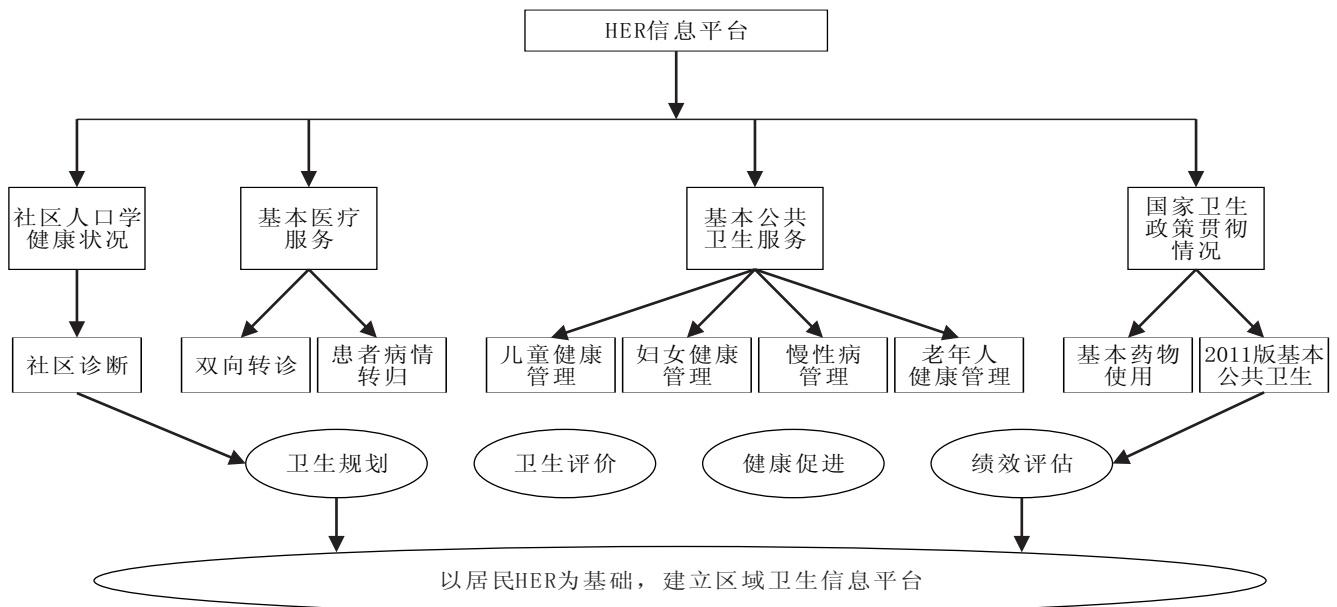 HER信息平台
社区人口学
健康状况
基本医疗
服务
基本公共
卫生服务
国家卫生
政策贯彻
情况
社区诊断
双向转诊
患者病情
转归
儿童健康
管理
妇女健康
管理
慢性病
管理
老年人
健康管理
基本药物
使用
2011版基本
公共卫生
卫生规划
卫生评价
健康促进
绩效评估
以居民HER为基础，建立区域卫生信息平台